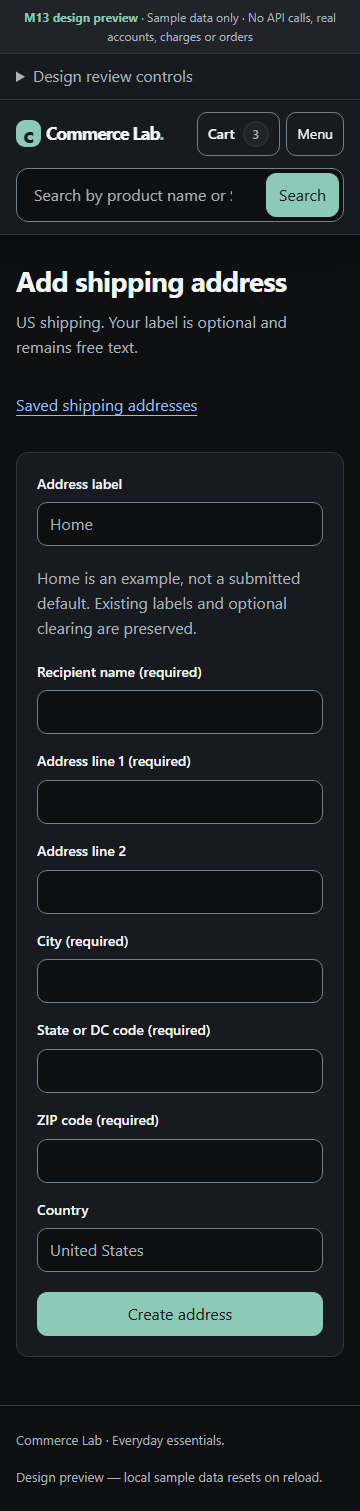 M13 design preview · Sample data only · No API calls, real
accounts, charges or orders
▶ Design review controls
c Commerce Lab.
Cart 3
Menu
Search by product name or
Search
Add shipping address
US shipping. Your label is optional and
remains free text.
Saved shipping addresses
Address label
Home
Home is an example, not a submitted
default. Existing labels and optional
clearing are preserved.
Recipient name (required)
Address line 1 (required)
Address line 2
City (required)
State or DC code (required)
ZIP code (required)
Country
United States
Create address
Commerce Lab · Everyday essentials.
Design preview — local sample data resets on reload.